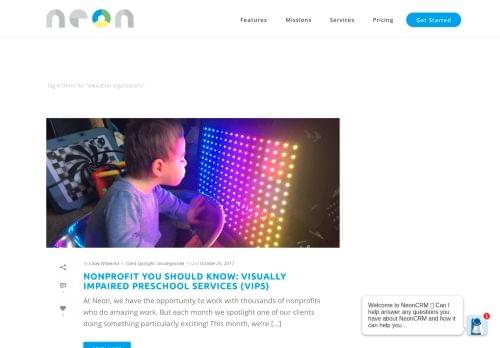 neon
Features
Missions
Services
Pricing
Get Started
Tag Archive for: "education organizations"
by Casey Whitehead in Client Spotlight, Uncategorized Posted October 25, 2017
NONPROFIT YOU SHOULD KNOW: VISUALLY
IMPAIRED PRESCHOOL SERVICES (VIPS)
At Neon, we have the opportunity to work with thousands of nonprofits
who do amazing work. But each month we spotlight one of our clients
doing something particularly exciting! This month, we're [...]
Welcome to NeonCRM Can I
help answer any questions you
have about NeonCRM and how it
can help you...
1